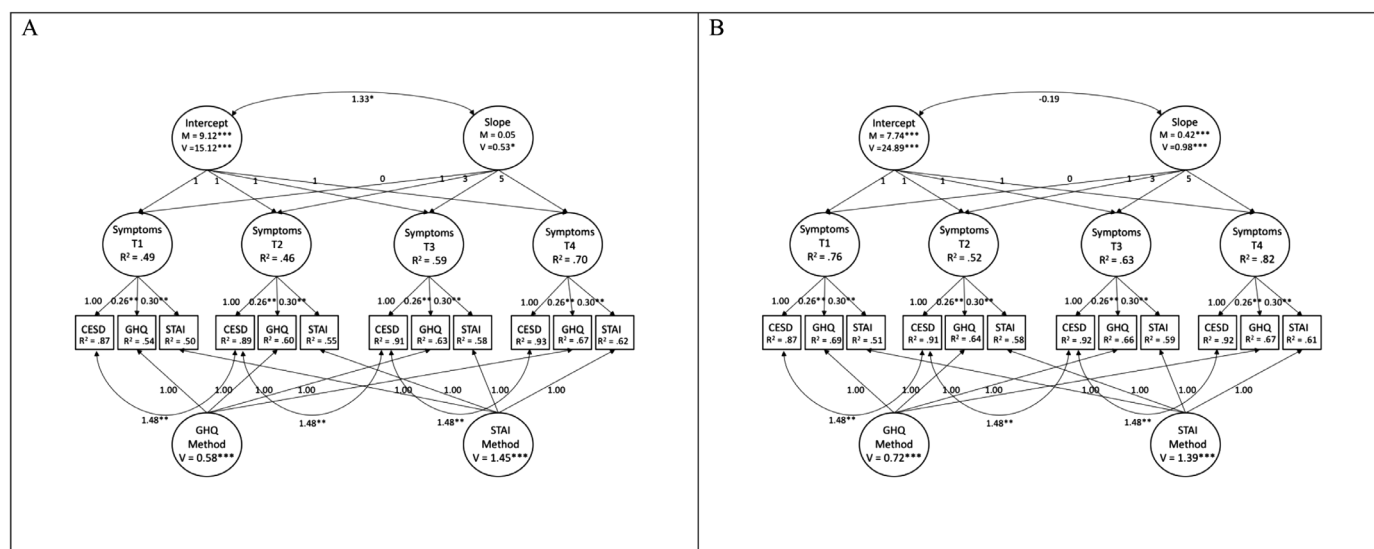 A
1.33*
Intercept
M = 9.12***
V =15.12***
Slope
M = 0.05
V =0.53*
1 1 1 1 0 1 3 5
Symptoms
T1
R² = .49
Symptoms
T2
R² = .46
Symptoms
T3
R² = .59
Symptoms
T4
R² = .70
1.00 0.26** 0.30** 1.00 0.26** 0.30** 1.00 0.26** 0.30** 1.00 0.26** 0.30**
CESD
R² = .87
GHQ
R² = .54
STAI
R² = .50
CESD
R² = .89
GHQ
R² = .60
STAI
R² = .55
CESD
R² = .91
GHQ
R² = .63
STAI
R² = .58
CESD
R² = .93
GHQ
R² = .67
STAI
R² = .62
1.00 1.00 1.00 1.00 1.00 1.00 1.00 1.00
1.48** 1.48** 1.48**
GHQ
Method
V = 0.58***
STAI
Method
V = 1.45***
B
-0.19
Intercept
M = 7.74***
V =24.89***
Slope
M = 0.42***
V =0.98***
1 1 1 1 0 1 3 5
Symptoms
T1
R² = .76
Symptoms
T2
R² = .52
Symptoms
T3
R² = .63
Symptoms
T4
R² = .82
1.00 0.26** 0.30** 1.00 0.26** 0.30** 1.00 0.26** 0.30** 1.00 0.26** 0.30**
CESD
R² = .87
GHQ
R² = .69
STAI
R² = .51
CESD
R² = .91
GHQ
R² = .64
STAI
R² = .58
CESD
R² = .92
GHQ
R² = .66
STAI
R² = .59
CESD
R² = .92
GHQ
R² = .67
STAI
R² = .61
1.00 1.00 1.00 1.00 1.00 1.00 1.00 1.00
1.48** 1.48** 1.48**
GHQ
Method
V = 0.72***
STAI
Method
V = 1.39***